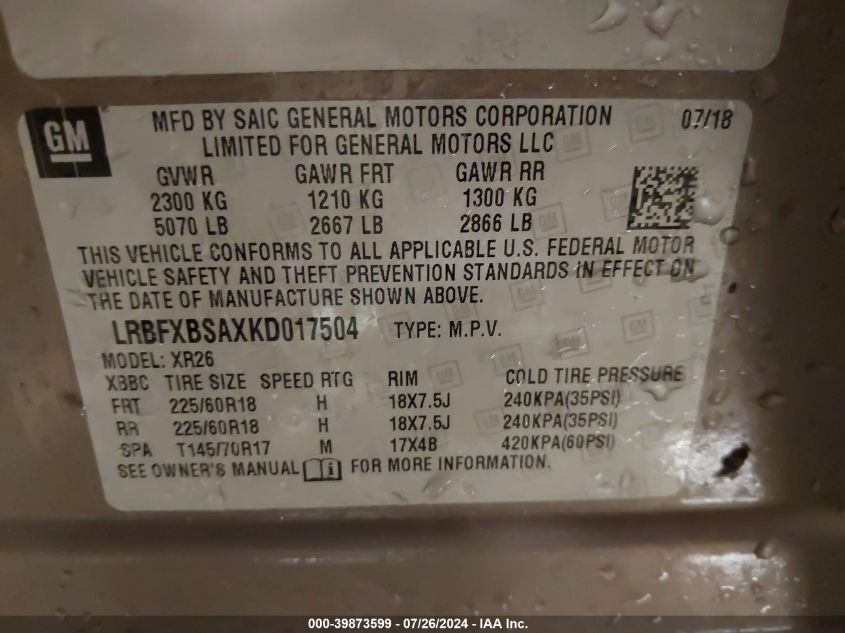 GM
MFD BY SAIC GENERAL MOTORS CORPORATION 07/18
LIMITED FOR GENERAL MOTORS LLC
GVWR GAWR FRT GAWR RR
2300 KG 1210 KG 1300 KG
5070 LB 2667 LB 2866 LB
THIS VEHICLE CONFORMS TO ALL APPLICABLE U.S. FEDERAL MOTOR
VEHICLE SAFETY AND THEFT PREVENTION STANDARDS IN EFFECT ON
THE DATE OF MANUFACTURE SHOWN ABOVE.
LRBFXBSAXKD017504 TYPE: M.P.V.
MODEL: XR26
XBBC TIRE SIZE SPEED RTG RIM COLD TIRE PRESSURE
FRT 225/60R18 H 18X7.5J 240KPA(35PSI)
RR 225/60R18 H 18X7.5J 240KPA(35PSI)
SPA T145/70R17 M 17X4B 420KPA(60PSI)
SEE OWNER'S MANUAL i FOR MORE INFORMATION.
000-39873599 / 07/26/2024 - IAA Inc.